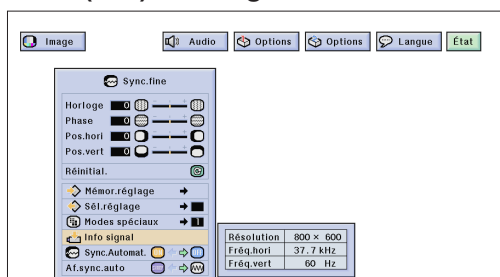 Image Audio Options Options Langue État
Sync.fine
Horloge 0
Phase 0
Pos.hori 0
Pos.vert 0
Réinitial.
Mémor.réglage
Sél.réglage
Modes spéciaux 1
Info signal
Sync.Automat.
Af.sync.auto
Résolution 800 × 600
Fréq.hori 37.7 kHz
Fréq.vert 60 Hz